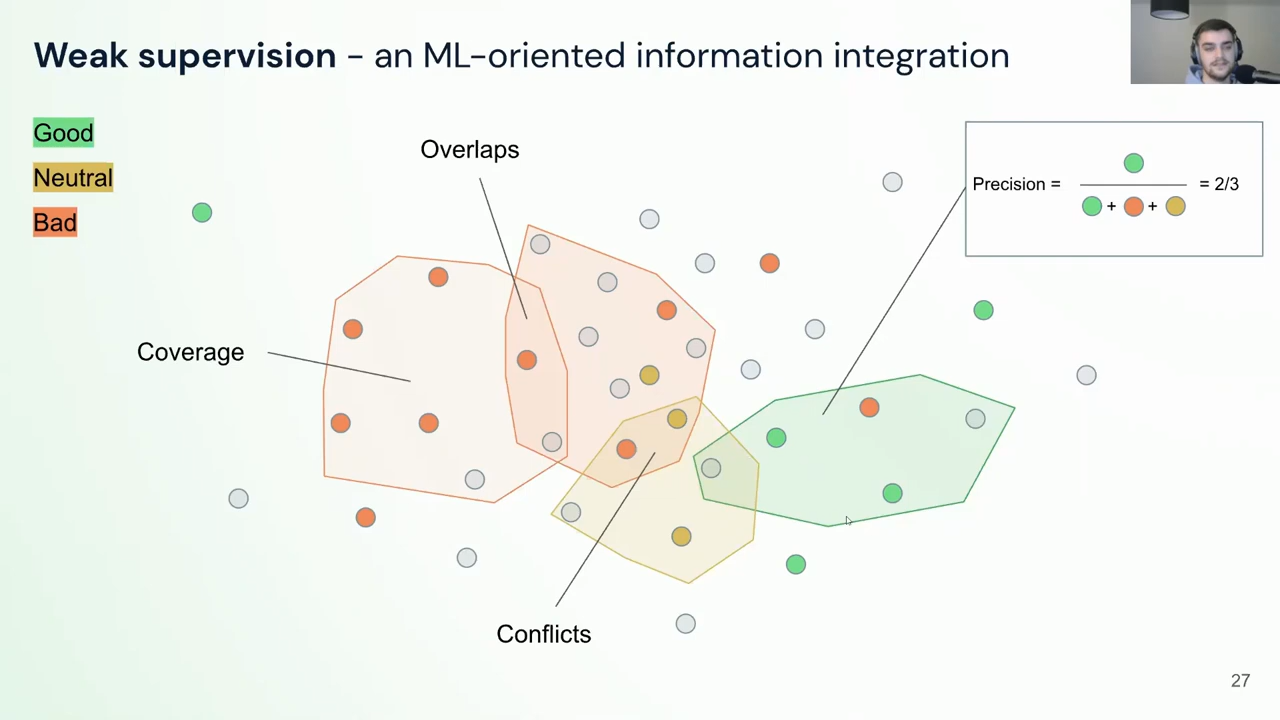 Weak supervision - an ML-oriented information integration
Good
Neutral
Bad
Overlaps
Coverage
Conflicts
Precision =
+ +
= 2/3
27